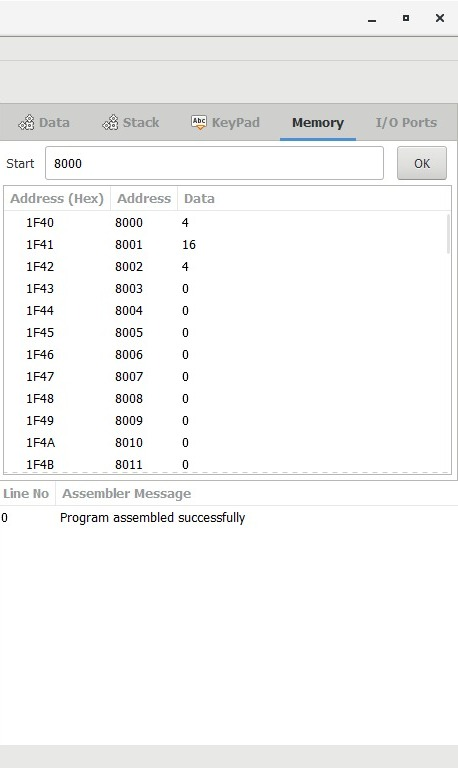 Data Stack Abc KeyPad Memory I/O Ports
Start 8000 OK
Address (Hex) Address Data
1F40 8000 4
1F41 8001 16
1F42 8002 4
1F43 8003 0
1F44 8004 0
1F45 8005 0
1F46 8006 0
1F47 8007 0
1F48 8008 0
1F49 8009 0
1F4A 8010 0
1F4B 8011 0
Line No Assembler Message
0 Program assembled successfully